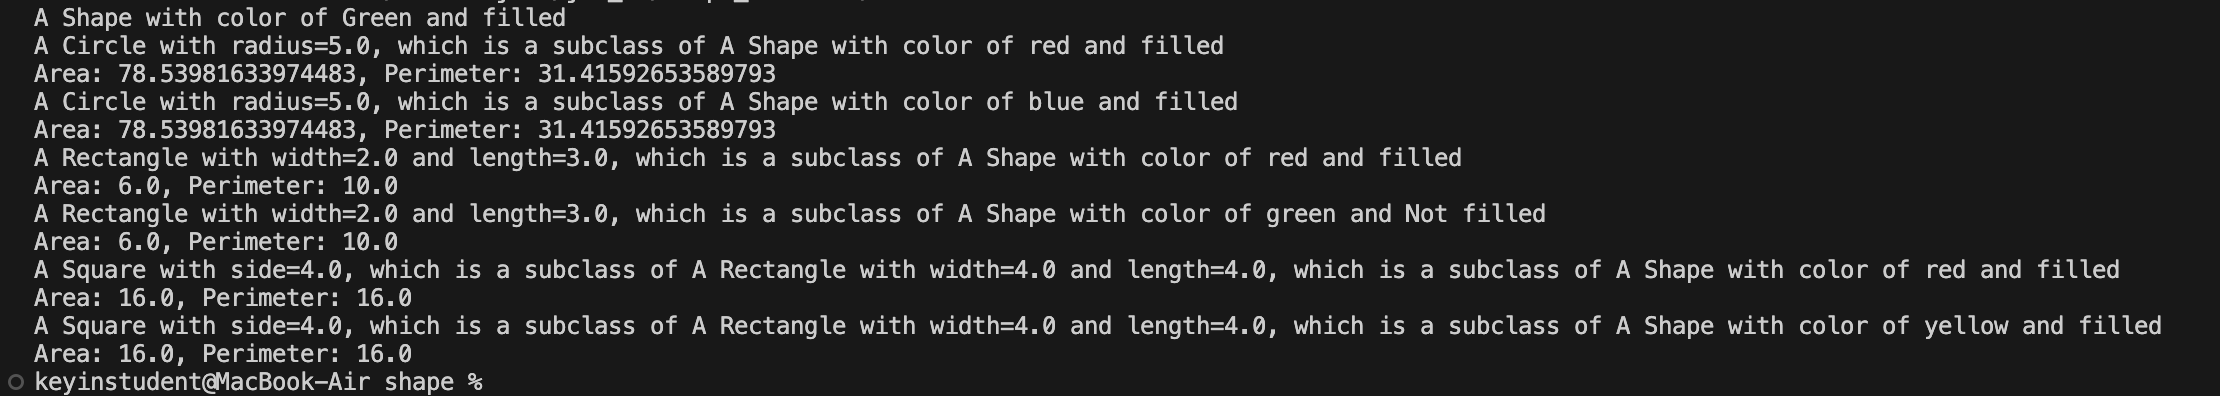 A Shape with color of Green and filled
A Circle with radius=5.0, which is a subclass of A Shape with color of red and filled
Area: 78.53981633974483, Perimeter: 31.41592653589793
A Circle with radius=5.0, which is a subclass of A Shape with color of blue and filled
Area: 78.53981633974483, Perimeter: 31.41592653589793
A Rectangle with width=2.0 and length=3.0, which is a subclass of A Shape with color of red and filled
Area: 6.0, Perimeter: 10.0
A Rectangle with width=2.0 and length=3.0, which is a subclass of A Shape with color of green and Not filled
Area: 6.0, Perimeter: 10.0
A Square with side=4.0, which is a subclass of A Rectangle with width=4.0 and length=4.0, which is a subclass of A Shape with color of red and filled
Area: 16.0, Perimeter: 16.0
A Square with side=4.0, which is a subclass of A Rectangle with width=4.0 and length=4.0, which is a subclass of A Shape with color of yellow and filled
Area: 16.0, Perimeter: 16.0
keyinstudent@MacBook-Air shape %